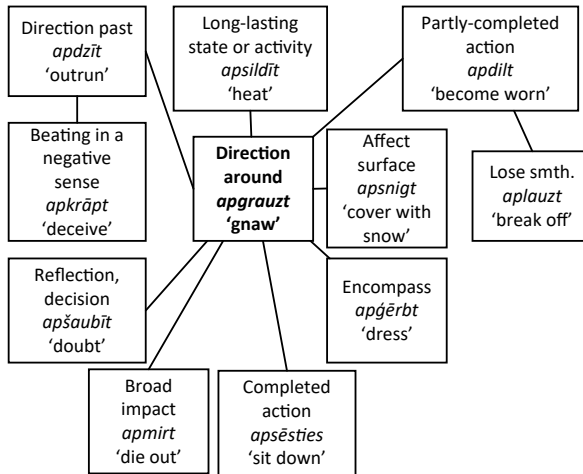 Direction past
apdzīt
‘outrun’
Long-lasting
state or activity
apsildīt
‘heat’
Partly-completed
action
apdilt
‘become worn’
Beating in a
negative
sense
apkrāpt
‘deceive’
Direction
around
apgrauzt
‘gnaw’
Affect
surface
apsnigt
‘cover with
snow’
Lose smth.
aplauzt
‘break off’
Reflection,
decision
apšaubīt
‘doubt’
Encompass
apģērbt
‘dress’
Broad
impact
apmirt
‘die out’
Completed
action
apsēsties
‘sit down’